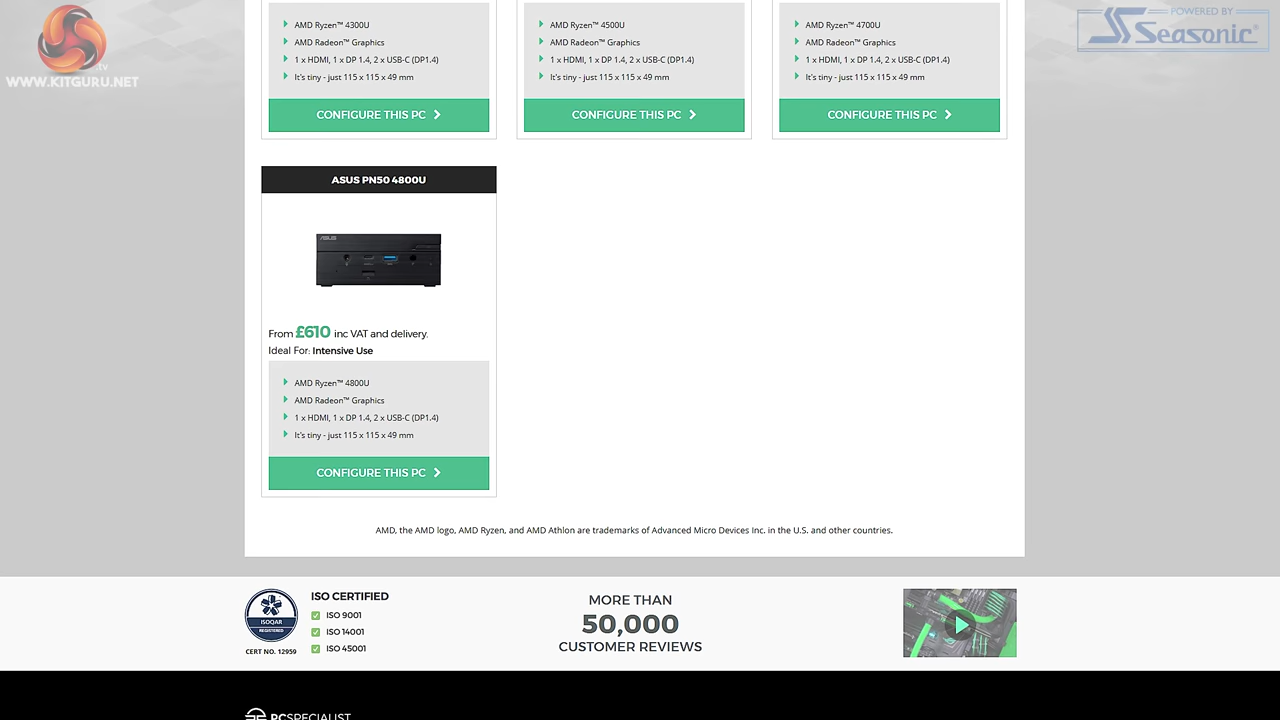 POWERED BY
Seasonic
.tv
WWW.KITGURU.NET
AMD Ryzen™ 4300U
AMD Radeon™ Graphics
1 x HDMI, 1 x DP 1.4, 2 x USB-C (DP1.4)
It's tiny - just 115 x 115 x 49 mm
CONFIGURE THIS PC
AMD Ryzen™ 4500U
AMD Radeon™ Graphics
1 x HDMI, 1 x DP 1.4, 2 x USB-C (DP1.4)
It's tiny - just 115 x 115 x 49 mm
CONFIGURE THIS PC
AMD Ryzen™ 4700U
AMD Radeon™ Graphics
1 x HDMI, 1 x DP 1.4, 2 x USB-C (DP1.4)
It's tiny - just 115 x 115 x 49 mm
CONFIGURE THIS PC
ASUS PN50 4800U
ASUS
From £610 inc VAT and delivery.
Ideal For: Intensive Use
AMD Ryzen™ 4800U
AMD Radeon™ Graphics
1 x HDMI, 1 x DP 1.4, 2 x USB-C (DP1.4)
It's tiny - just 115 x 115 x 49 mm
CONFIGURE THIS PC
AMD, the AMD logo, AMD Ryzen, and AMD Athlon are trademarks of Advanced Micro Devices Inc. in the U.S. and other countries.
ISOQAR
REGISTERED
CERT NO. 12959
ISO CERTIFIED
ISO 9001
ISO 14001
ISO 45001
MORE THAN
50,000
CUSTOMER REVIEWS
PCSPECIALIST